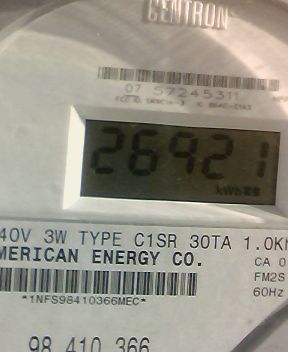 CENTRON
07 57245311
26921
kWh
40V 3W TYPE C1SR 30TA 1.0K
MERICAN ENERGY CO.
CA 0
FM2S
60Hz
*1NFS98410366MEC*
98 410 366